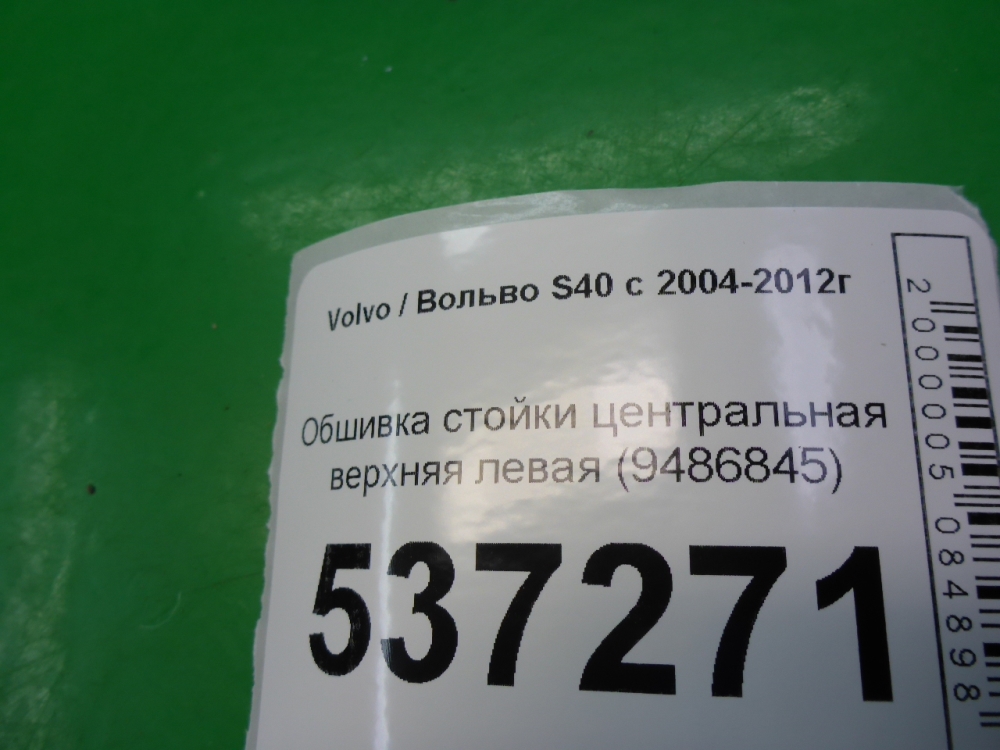 Volvo / Вольво S40 с 2004-2012г
Обшивка стойки центральная
верхняя левая (9486845)
537271
2000005084898